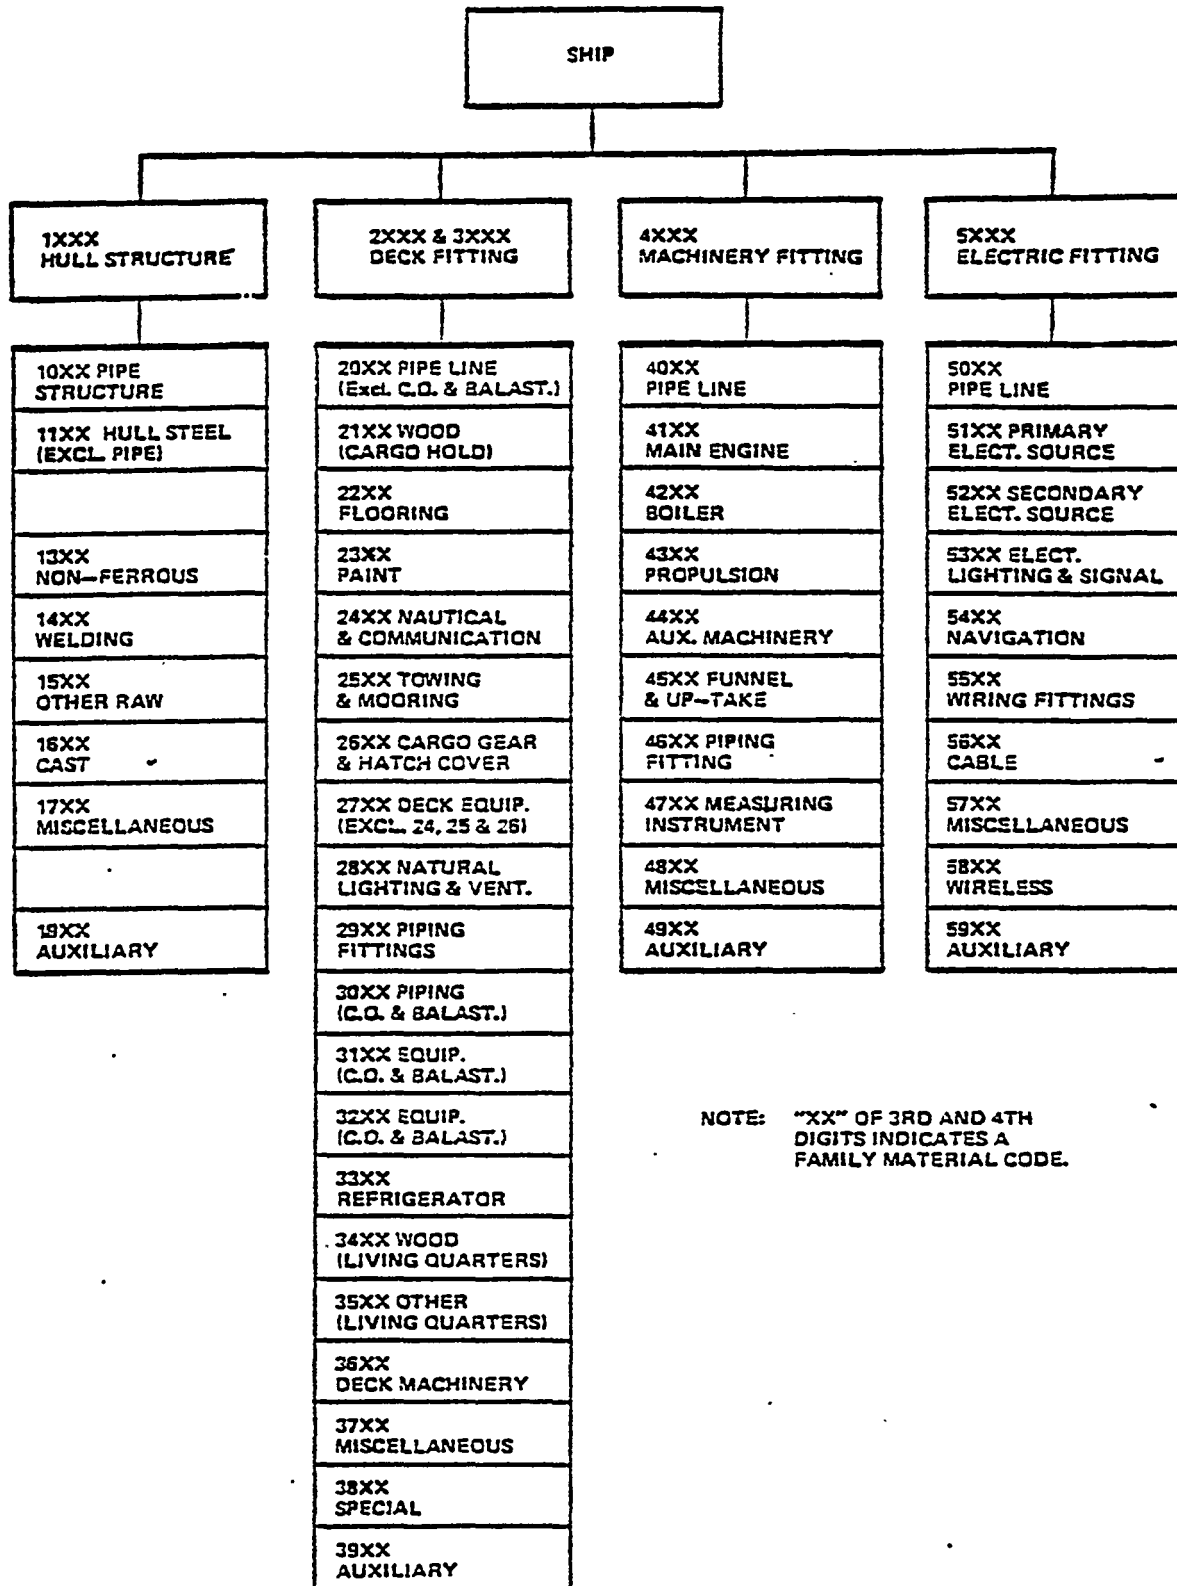 SHIP
1XXX
HULL STRUCTURE
2XXX & 3XXX
DECK FITTING
4XXX
MACHINERY FITTING
5XXX
ELECTRIC FITTING
10XX PIPE
STRUCTURE
11XX HULL STEEL
(EXCL. PIPE)
13XX
NON-FERROUS
14XX
WELDING
15XX
OTHER RAW
16XX
CAST
17XX
MISCELLANEOUS
19XX
AUXILIARY
20XX PIPE LINE
(Excl. C.O. & BALAST.)
21XX WOOD
(CARGO HOLD)
22XX
FLOORING
23XX
PAINT
24XX NAUTICAL
& COMMUNICATION
25XX TOWING
& MOORING
26XX CARGO GEAR
& HATCH COVER
27XX DECK EQUIP.
(EXCL. 24, 25 & 26)
28XX NATURAL
LIGHTING & VENT.
29XX PIPING
FITTINGS
30XX PIPING
(C.O. & BALAST.)
31XX EQUIP.
(C.O. & BALAST.)
32XX EQUIP.
(C.O. & BALAST.)
33XX
REFRIGERATOR
34XX WOOD
(LIVING QUARTERS)
35XX OTHER
(LIVING QUARTERS)
36XX
DECK MACHINERY
37XX
MISCELLANEOUS
38XX
SPECIAL
39XX
AUXILIARY
40XX
PIPE LINE
41XX
MAIN ENGINE
42XX
BOILER
43XX
PROPULSION
44XX
AUX. MACHINERY
45XX FUNNEL
& UP-TAKE
46XX PIPING
FITTING
47XX MEASURING
INSTRUMENT
48XX
MISCELLANEOUS
49XX
AUXILIARY
50XX
PIPE LINE
51XX PRIMARY
ELECT. SOURCE
52XX SECONDARY
ELECT. SOURCE
53XX ELECT.
LIGHTING & SIGNAL
54XX
NAVIGATION
55XX
WIRING FITTINGS
56XX
CABLE
57XX
MISCELLANEOUS
58XX
WIRELESS
59XX
AUXILIARY
NOTE: "XX" OF 3RD AND 4TH
DIGITS INDICATES A
FAMILY MATERIAL CODE.